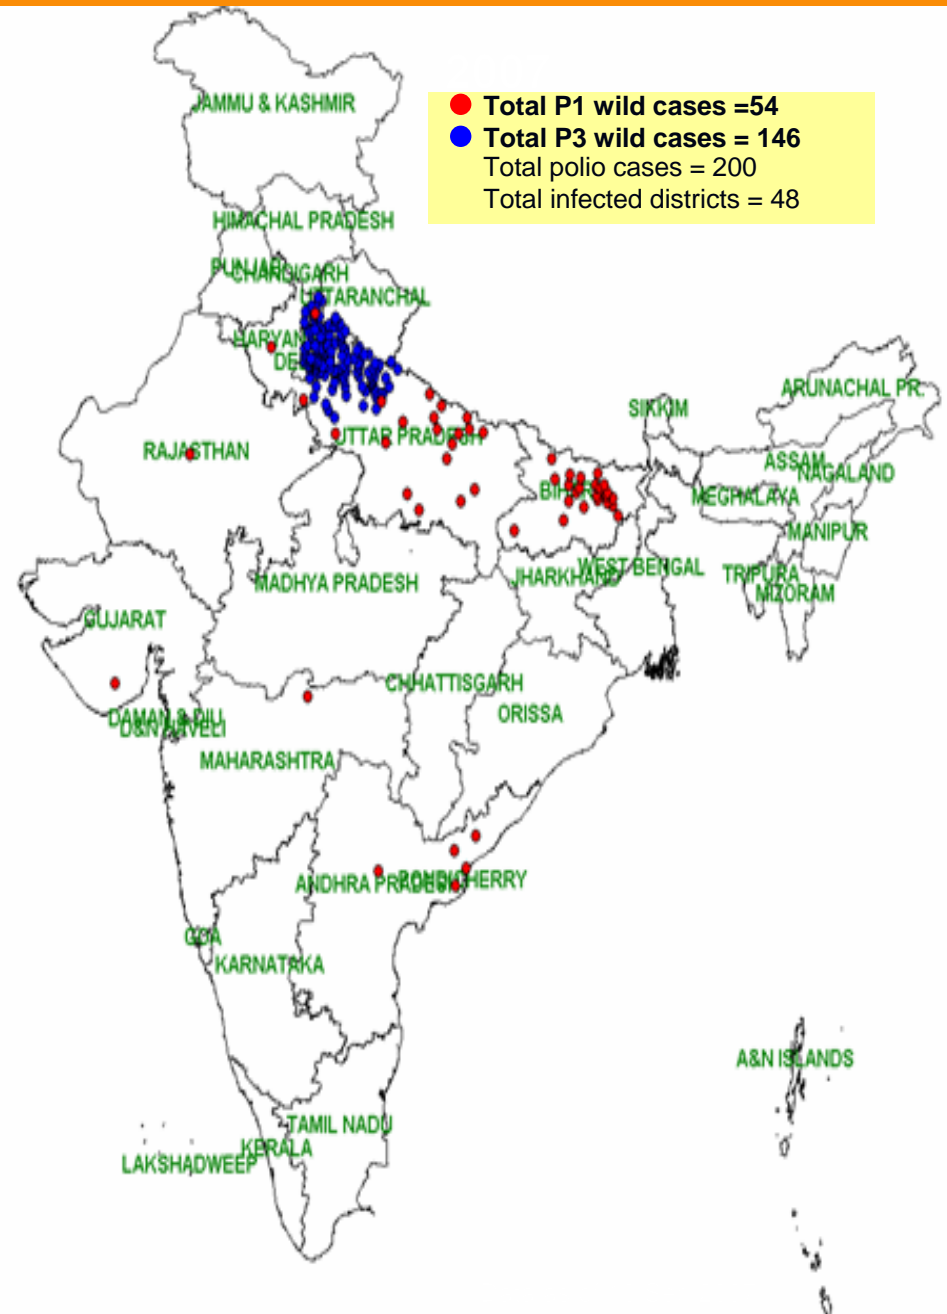 Total P1 wild cases =54
Total P3 wild cases = 146
Total polio cases = 200
Total infected districts = 48
JAMMU & KASHMIR
HIMACHAL PRADESH
PUNJAB
CHANDIGARH
UTTARANCHAL
HARYAN
DE
ARUNACHAL PR.
SIKKIM
UTTAR PRADESH
RAJASTHAN
ASSAM
NAGALAND
BIHAR
MEGHALAYA
MANIPUR
WEST BENGAL
JHARKHAND
TRIPURA
MADHYA PRADESH
MIZORAM
GUJARAT
CHHATTISGARH
ORISSA
DAMAN & DIU
D&N HAVELI
MAHARASHTRA
ANDHRA PRADESH
PONDICHERRY
GOA
KARNATAKA
A&N ISLANDS
TAMIL NADU
KERALA
LAKSHADWEEP